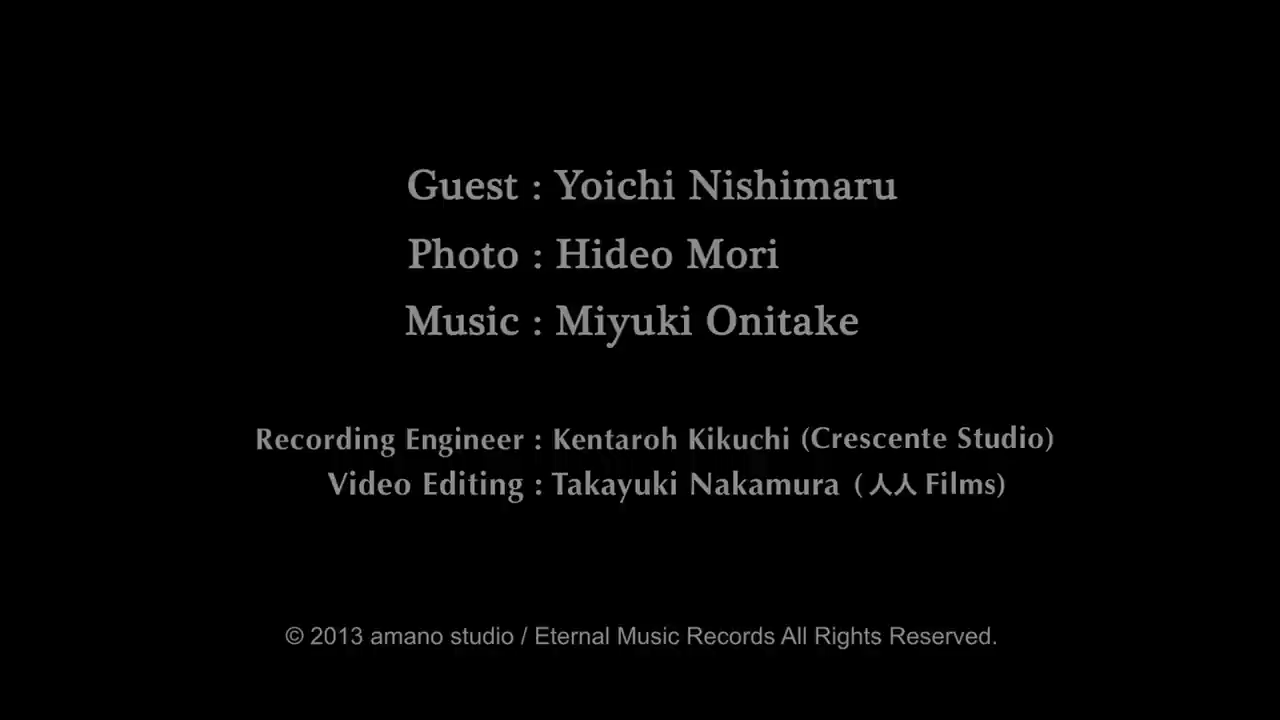 Guest : Yoichi Nishimaru
Photo : Hideo Mori
Music : Miyuki Onitake
Recording Engineer : Kentaroh Kikuchi (Crescente Studio)
Video Editing : Takayuki Nakamura ( 人人 Films)
© 2013 amano studio / Eternal Music Records All Rights Reserved.